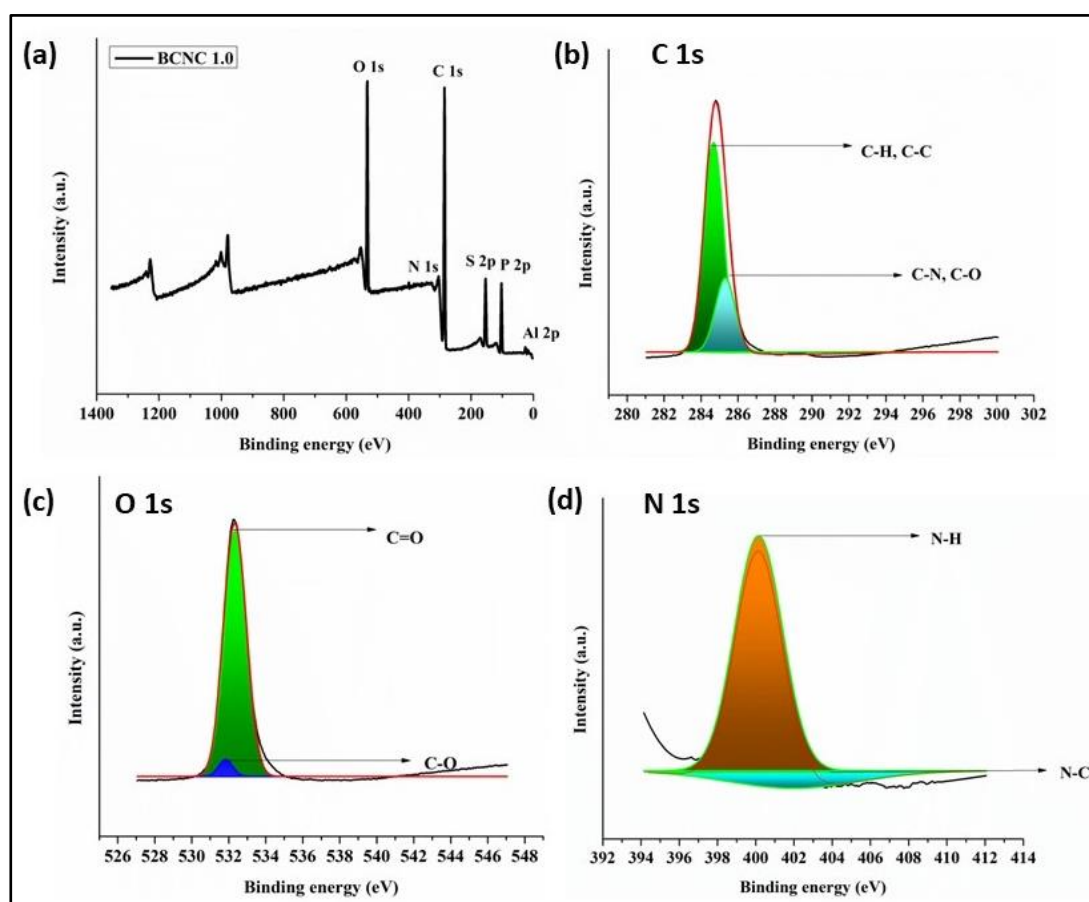 (a)
BCNC 1.0
O 1s
C 1s
N 1s
S 2p
P 2p
Al 2p
Intensity (a.u.)
1400 1200 1000 800 600 400 200 0
Binding energy (eV)
(b)
C 1s
C-H, C-C
C-N, C-O
Intensity (a.u.)
280 282 284 286 288 290 292 294 296 298 300 302
Binding energy (eV)
(c)
O 1s
C=O
C-O
Intensity (a.u.)
526 528 530 532 534 536 538 540 542 544 546 548
Binding energy (eV)
(d)
N 1s
N-H
N-C
Intensity (a.u.)
392 394 396 398 400 402 404 406 408 410 412 414
Binding energy (eV)